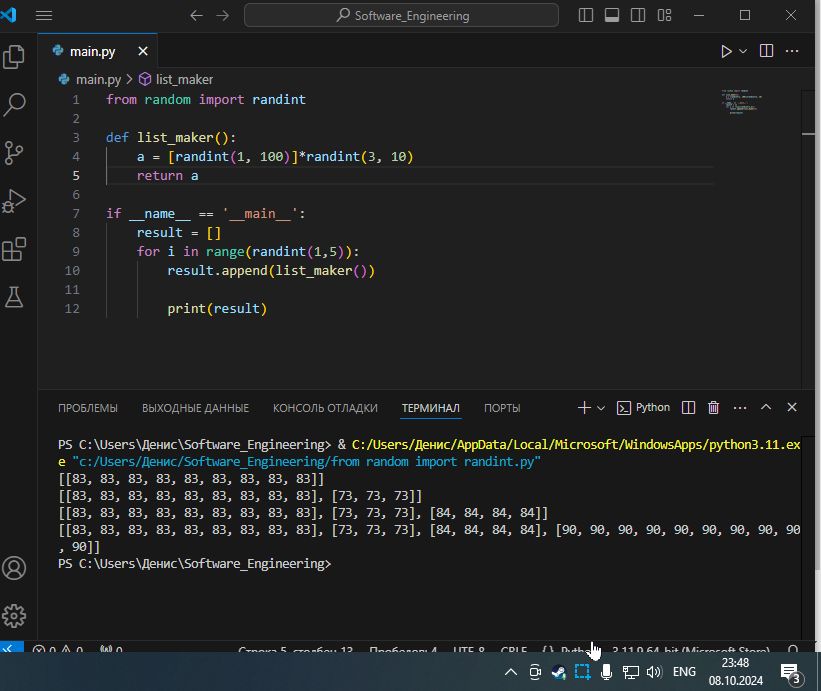 Software_Engineering
main.py
main.py > list_maker
1 from random import randint
2
3 def list_maker():
4     a = [randint(1, 100)]*randint(3, 10)
5     return a
6
7 if __name__ == '__main__':
8     result = []
9     for i in range(randint(1,5)):
10         result.append(list_maker())
11
12         print(result)
ПРОБЛЕМЫ ВЫХОДНЫЕ ДАННЫЕ КОНСОЛЬ ОТЛАДКИ ТЕРМИНАЛ ПОРТЫ Python
PS C:\Users\Денис\Software_Engineering> & C:/Users/Денис/AppData/Local/Microsoft/WindowsApps/python3.11.ex
e "c:/Users/Денис/Software_Engineering/from random import randint.py"
[[83, 83, 83, 83, 83, 83, 83, 83, 83]]
[[83, 83, 83, 83, 83, 83, 83, 83, 83], [73, 73, 73]]
[[83, 83, 83, 83, 83, 83, 83, 83, 83], [73, 73, 73], [84, 84, 84, 84]]
[[83, 83, 83, 83, 83, 83, 83, 83, 83], [73, 73, 73], [84, 84, 84, 84], [90, 90, 90, 90, 90, 90, 90, 90, 90
, 90]]
PS C:\Users\Денис\Software_Engineering>
0 0 0 Строка 5, столбец 13 Пробелов: 4 UTF-8 CRLF {} Python 3.11.9 64-bit (Microsoft Store)
ENG
23:48
08.10.2024
3